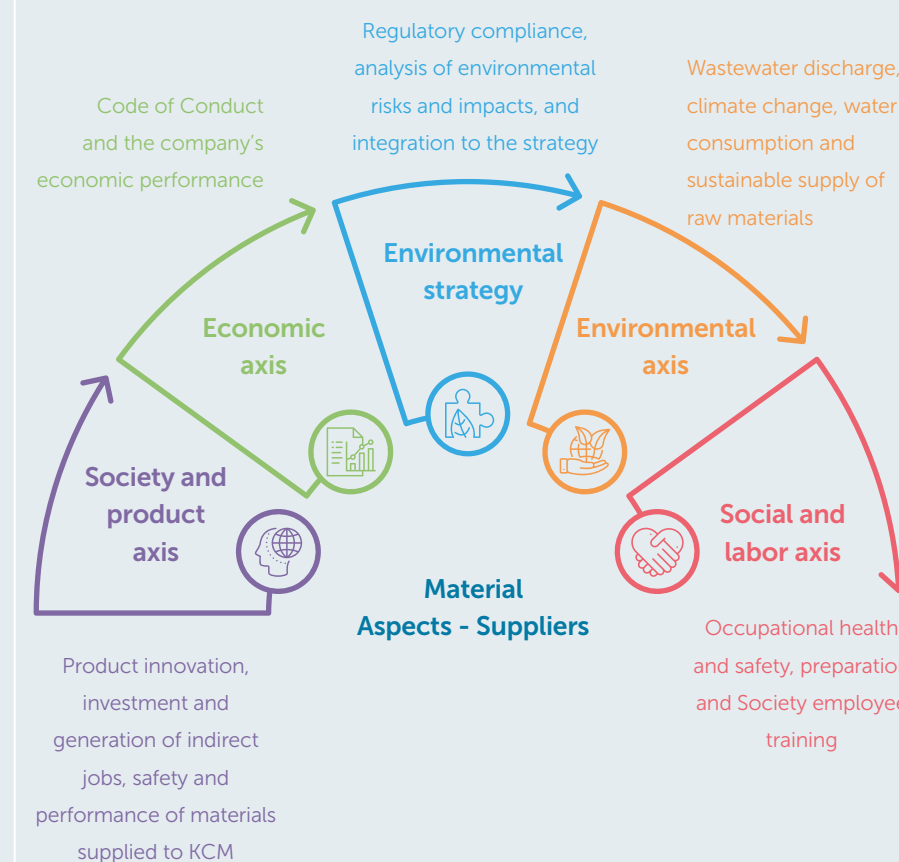 Regulatory compliance,
analysis of environmental
risks and impacts, and
integration to the strategy
Code of Conduct
and the company's
economic performance
Wastewater discharge,
climate change, water
consumption and
sustainable supply of
raw materials
Environmental
strategy
Economic
axis
Environmental
axis
Society and
product
axis
Social and
labor axis
Material
Aspects - Suppliers
Product innovation,
investment and
generation of indirect
jobs, safety and
performance of materials
supplied to KCM
Occupational health
and safety, preparation
and Society employee
training